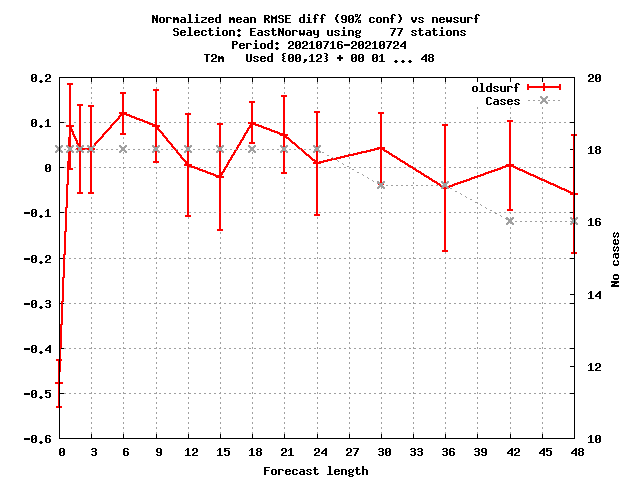 Normalized mean RMSE diff (90% conf) vs newsurf
Selection: EastNorway using    77 stations
Period: 20210716-20210724
T2m   Used {00,12} + 00 01 ... 48
oldsurf
Cases
0.2
0.1
0
-0.1
-0.2
-0.3
-0.4
-0.5
-0.6
20
18
16
14
12
10
No cases
0 3 6 9 12 15 18 21 24 27 30 33 36 39 42 45 48
Forecast length